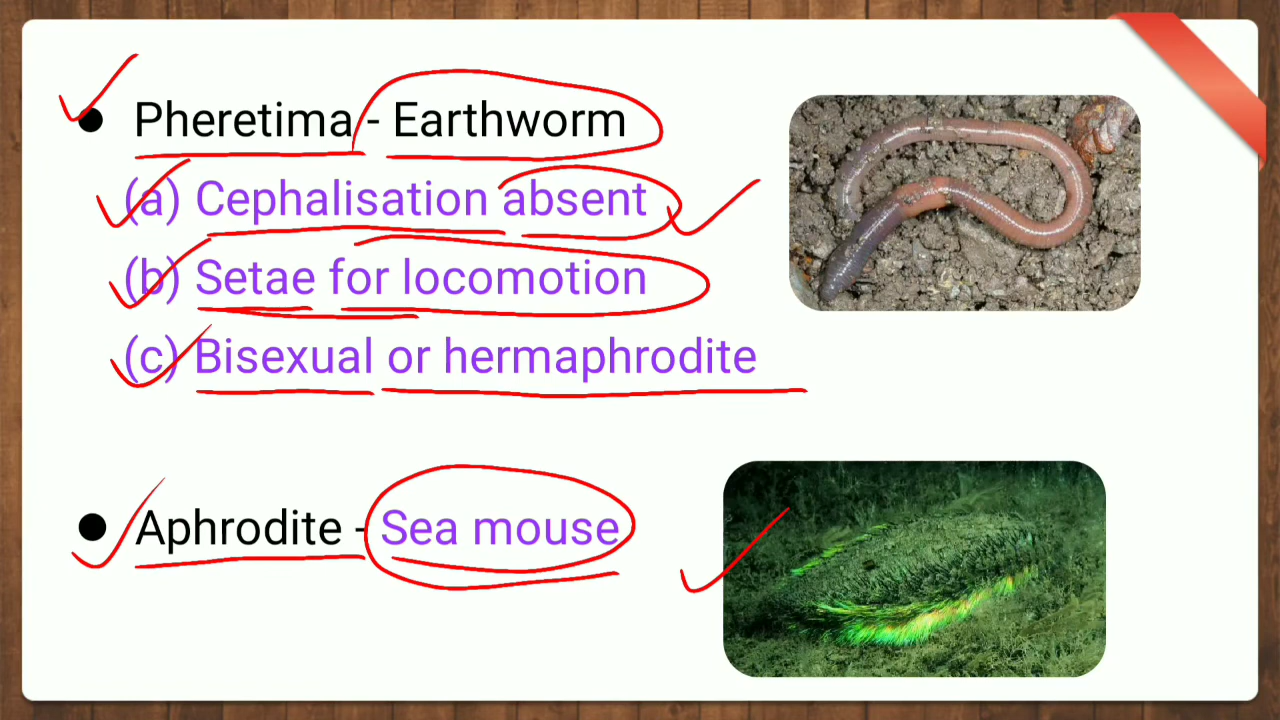 ● Pheretima - Earthworm
(a) Cephalisation absent
(b) Setae for locomotion
(c) Bisexual or hermaphrodite
● Aphrodite - Sea mouse